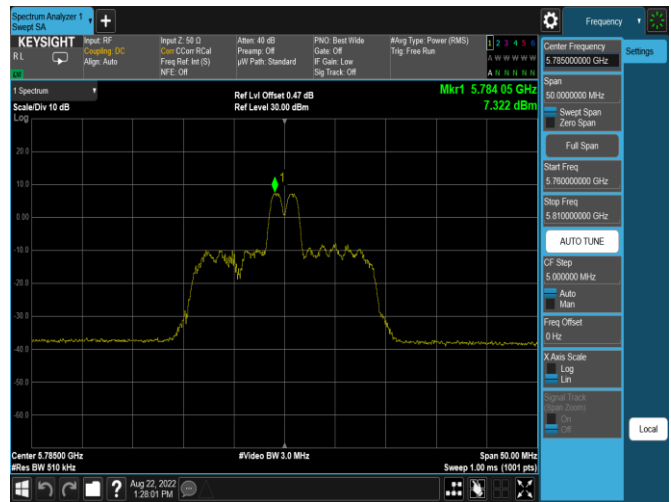 Spectrum Analyzer 1
Swept SA
Frequency
KEYSIGHT
R L
LW
Input: RF
Coupling: DC
Align: Auto
Input Z: 50 Ω
Corr CCorr RCal
Freq Ref: Int (S)
NFE: Off
Atten: 40 dB
Preamp: Off
µW Path: Standard
PNO: Best Wide
Gate: Off
IF Gain: Low
Sig Track: Off
#Avg Type: Power (RMS)
Trig: Free Run
1 2 3 4 5 6
A W W W W W
A N N N N N
1 Spectrum
Scale/Div 10 dB
Log
Ref Lvl Offset 0.47 dB
Ref Level 30.00 dBm
Mkr1 5.784 05 GHz
7.322 dBm
1
20.0
10.0
0.00
-10.0
-20.0
-30.0
-40.0
-50.0
-60.0
Center 5.78500 GHz
#Res BW 510 kHz
#Video BW 3.0 MHz
Span 50.00 MHz
Sweep 1.00 ms (1001 pts)
Aug 22, 2022
1:28:01 PM
Center Frequency
5.785000000 GHz
Span
50.0000000 MHz
Swept Span
Zero Span
Full Span
Start Freq
5.760000000 GHz
Stop Freq
5.810000000 GHz
AUTO TUNE
CF Step
5.000000 MHz
Auto
Man
Freq Offset
0 Hz
X Axis Scale
Log
Lin
Signal Track
(Span Zoom)
On
Off
Settings
Local